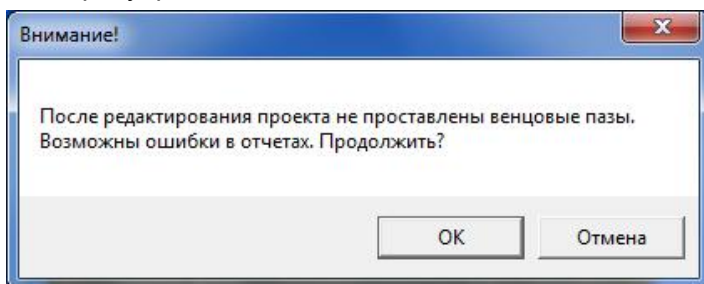 Внимание!
После редактирования проекта не проставлены венцовые пазы.
Возможны ошибки в отчетах. Продолжить?
OK
Отмена